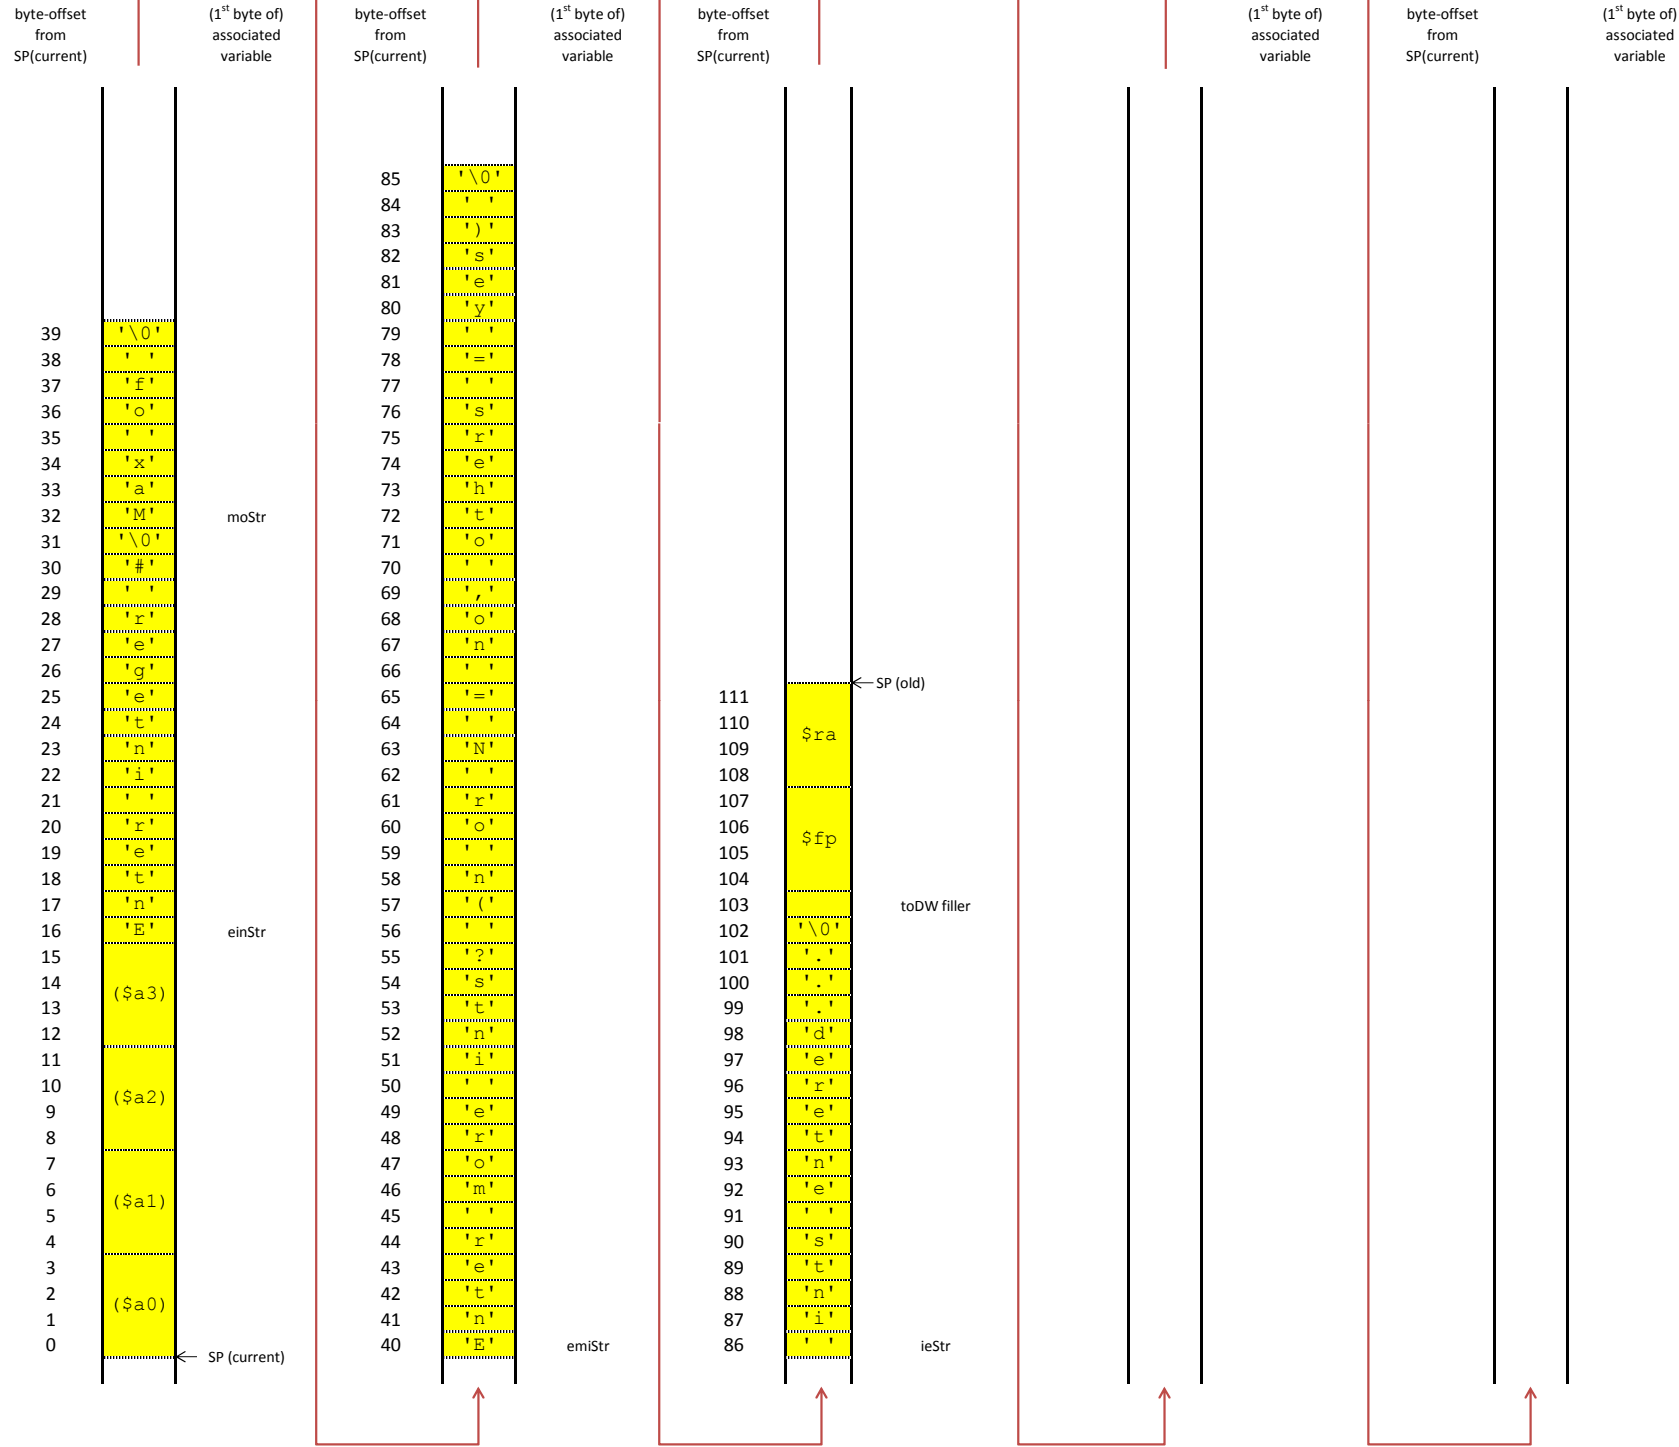 byte-offset from SP(current)
(1st byte of) associated variable
byte-offset from SP(current)
(1st byte of) associated variable
byte-offset from SP(current)
(1st byte of) associated variable
byte-offset from SP(current)
(1st byte of) associated variable
39 '\0'
38 ' '
37 'f'
36 'o'
35 ' '
34 'x'
33 'a'
32 'M' moStr
31 '\0'
30 '#'
29 ' '
28 'r'
27 'e'
26 'g'
25 'e'
24 't'
23 'n'
22 'i'
21 ' '
20 'r'
19 'e'
18 't'
17 'n'
16 'E' einStr
15
14
($a3)
13
12
11
10
($a2)
9
8
7
6
($a1)
5
4
3
2
($a0)
1
0
SP (current)
85 '\0'
84 ' '
83 ')'
82 's'
81 'e'
80 'y'
79 ' '
78 '='
77 ' '
76 's'
75 'r'
74 'e'
73 'h'
72 't'
71 'o'
70 ' '
69 ','
68 'o'
67 'n'
66 ' '
65 '='
64 ' '
63 'N'
62 ' '
61 'r'
60 'o'
59 ' '
58 'n'
57 '('
56 ' '
55 '?'
54 's'
53 't'
52 'n'
51 'i'
50 ' '
49 'e'
48 'r'
47 'o'
46 'm'
45 ' '
44 'r'
43 'e'
42 't'
41 'n'
40 'E' emiStr
SP (old)
111
110
$ra
109
108
107
106
$fp
105
104
103 toDW filler
102 '\0'
101 '.'
100 '.'
99 '.'
98 'd'
97 'e'
96 'r'
95 'e'
94 't'
93 'n'
92 'e'
91 ' '
90 's'
89 't'
88 'n'
87 'i'
86 ' ' ieStr